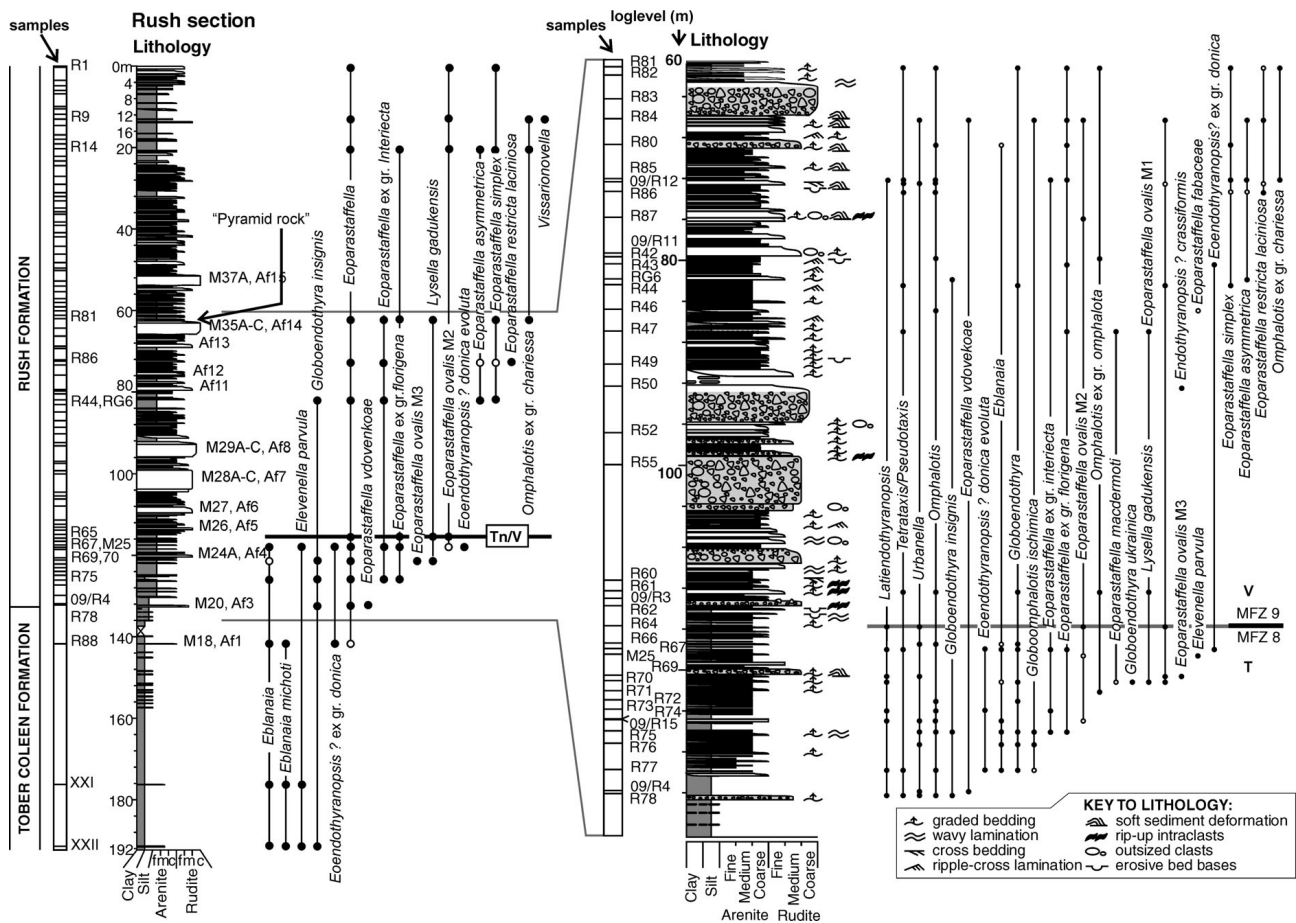 samples
Rush section
Lithology
RUSH FORMATION
TOBER COLLEEN FORMATION
R1
R9
R14
R81
R86
R44,RG6
R65
R67,M25
R69,70
R75
09/R4
R78
R88
XXI
XXII
0m
4
8
12
16
20
40
60
80
100
140
160
180
192
"Pyramid rock"
M37A, Af15
M35A-C, Af14
Af13
Af12
Af11
M29A-C, Af8
M28A-C, Af7
M27, Af6
M26, Af5
M24A, Af4
M20, Af3
M18, Af1
Clay
Silt
Arenite
Rudite
fmc
fmc
Eblanaia
Eblanaia michoti
Elevenella parvula
Globoendothyra insignis
Eoendothyranopsis ? ex gr. donica
Eoparastaffella
Eoparastaffella vdovenkoae
Eoparastaffella ex gr. Interiecta
Eoparastaffella ex gr.florigena
Eoparastaffella ovalis M3
Lysella gadukensis
Eoparastaffella ovalis M2
Eoendothyranopsis ? donica evoluta
Eoparastaffella asymmetrica
Eoparastaffella simplex
Eoparastaffella restricta laciniosa
Omphalotis ex gr. chariessa
Vissarionovella
Tn/V
samples
loglevel (m)
Lithology
60
80
100
R81
R82
R83
R84
R80
R85
09/R12
R86
R87
09/R11
R42
R43
RG6
R44
R46
R47
R49
R50
R52
R55
R60
R61
09/R3
R62
R64
R66
R67
M25
R69
R70
R71
R72
R73
R74
09/R15
R75
R76
R77
09/R4
R78
Clay
Silt
Fine
Medium
Coarse
Fine
Medium
Coarse
Arenite
Rudite
Latiendothyranopsis
Tetrataxis/Pseudotaxis
Urbanella
Omphalotis
Globoendothyra insignis
Eoparastaffella vdovekoae
Eoendothyranopsis ? donica evoluta
Eblanaia
Globoendothyra
Globoomphalotis ischimica
Eoparastaffella ex gr. interiecta
Eoparastaffella ex gr. florigena
Eoparastaffella ovalis M2
Omphalotis ex gr. omphalota
Eoparastaffella macdermoti
Globoendothyra ukrainica
Lysella gadukensis
Eoparastaffella ovalis M1
Eoparastaffella ovalis M3
Endothyranopsis ? crassiformis
Elevenella parvula
Eoparastaffella fabaceae
Eoendothyranopsis? ex gr. donica
Eoparastaffella simplex
Eoparastaffella asymmetrica
Eoparastaffella restricta laciniosa
Omphalotis ex gr. chariessa
V
MFZ 9
MFZ 8
T
KEY TO LITHOLOGY:
graded bedding
wavy lamination
cross bedding
ripple-cross lamination
soft sediment deformation
rip-up intraclasts
outsized clasts
erosive bed bases